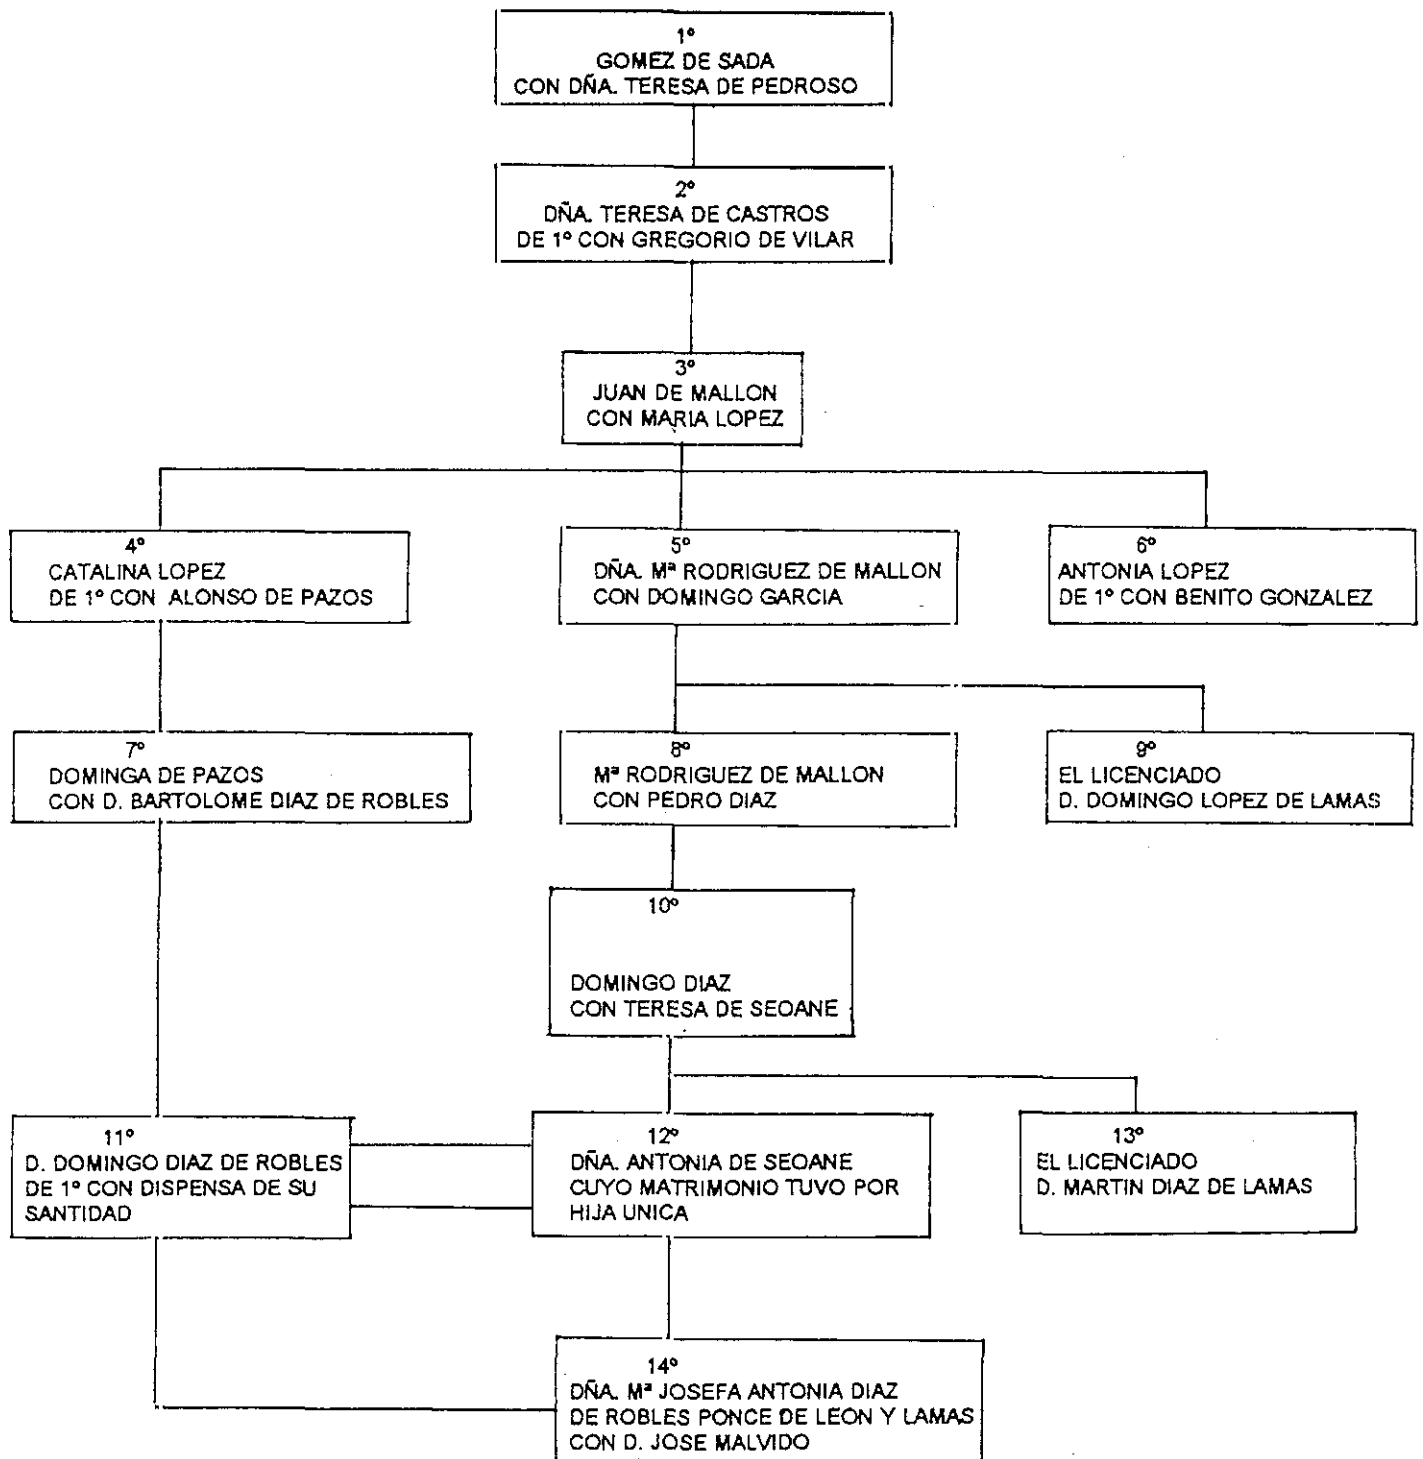 1º
GOMEZ DE SADA
CON DÑA. TERESA DE PEDROSO
2º
DÑA. TERESA DE CASTROS
DE 1º CON GREGORIO DE VILAR
3º
JUAN DE MALLON
CON MARIA LOPEZ
4º
CATALINA LOPEZ
DE 1º CON ALONSO DE PAZOS
5º
DÑA. Mª RODRIGUEZ DE MALLON
CON DOMINGO GARCIA
6º
ANTONIA LOPEZ
DE 1º CON BENITO GONZALEZ
7º
DOMINGA DE PAZOS
CON D. BARTOLOME DIAZ DE ROBLES
8º
Mª RODRIGUEZ DE MALLON
CON PEDRO DIAZ
9º
EL LICENCIADO
D. DOMINGO LOPEZ DE LAMAS
10º
DOMINGO DIAZ
CON TERESA DE SEOANE
11º
D. DOMINGO DIAZ DE ROBLES
DE 1º CON DISPENSA DE SU
SANTIDAD
12º
DÑA. ANTONIA DE SEOANE
CUYO MATRIMONIO TUVO POR
HIJA UNICA
13º
EL LICENCIADO
D. MARTIN DIAZ DE LAMAS
14º
DÑA. Mª JOSEFA ANTONIA DIAZ
DE ROBLES PONCE DE LEON Y LAMAS
CON D. JOSE MALVIDO